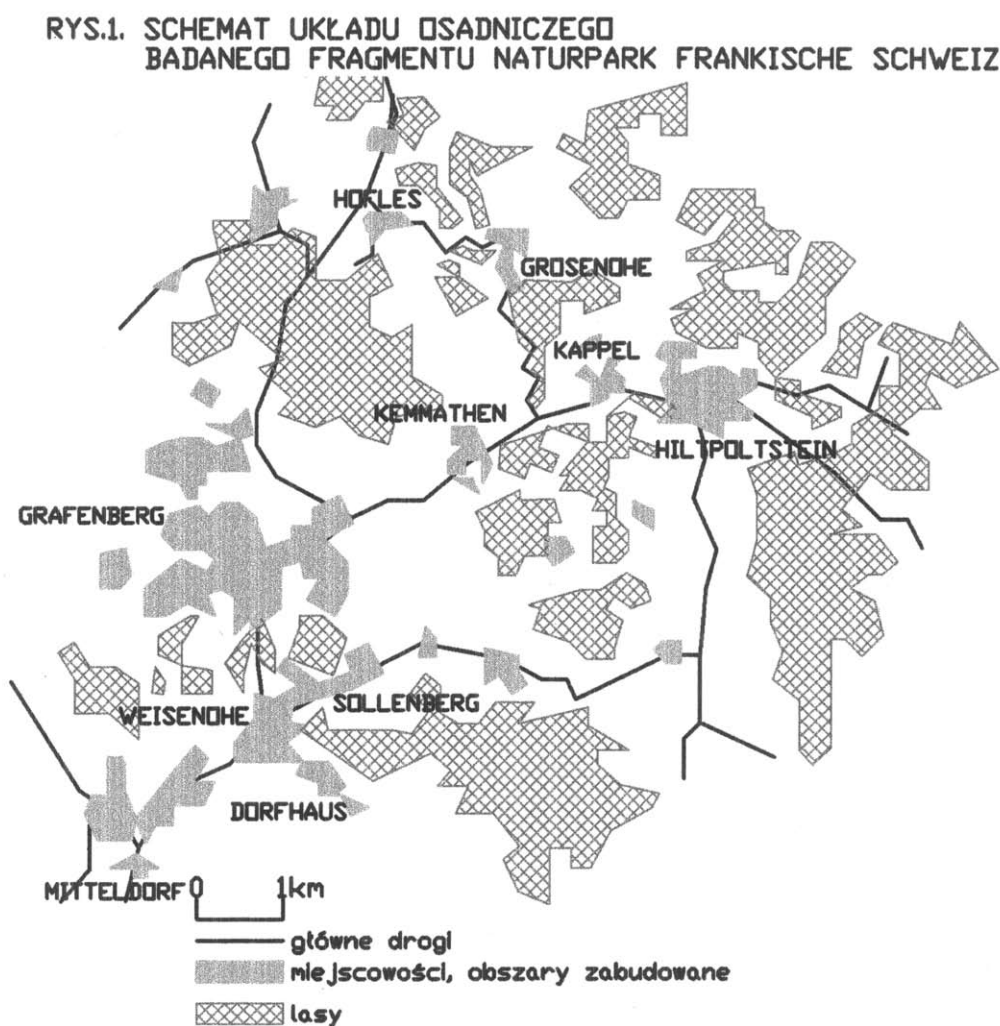 RYS.1. SCHEMAT UKŁADU OSADNICZEGO
BADANEGO FRAGMENTU NATURPARK FRANKISCHE SCHWEIZ
HOFLES
GROSENOHE
KAPPEL
KEMMATHEN
HILTPOLTSTEIN
GRAFENBERG
SOLLENBERG
WEISENOHE
DORFHAUS
MITTELDORF
0 1km
główne drogi
miejscowości, obszary zabudowane
lasy